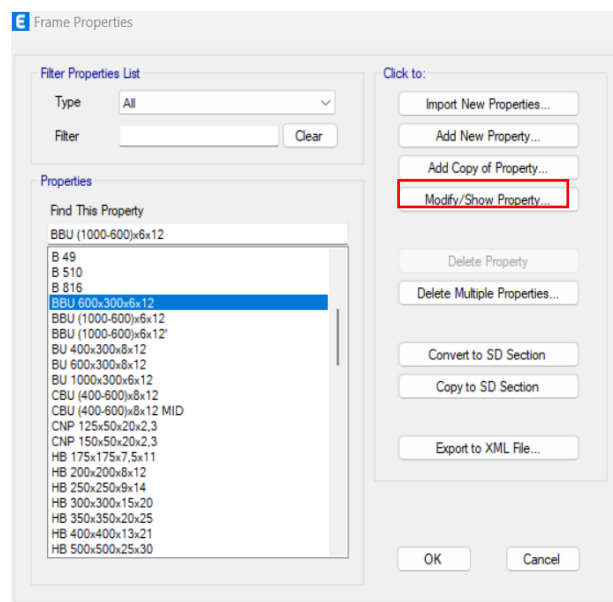 E Frame Properties
Filter Properties List
Type All
Filter Clear
Properties
Find This Property
BBU (1000-600)x6x12
B 49
B 510
B 816
BBU 600x300x6x12
BBU (1000-600)x6x12
BBU (1000-600)x6x12'
BU 400x300x8x12
BU 600x300x8x12
BU 1000x300x6x12
CBU (400-600)x8x12
CBU (400-600)x8x12 MID
CNP 125x50x20x2,3
CNP 150x50x20x2,3
HB 175x175x7,5x11
HB 200x200x8x12
HB 250x250x9x14
HB 300x300x15x20
HB 350x350x20x25
HB 400x400x13x21
HB 500x500x25x30
Click to:
Import New Properties...
Add New Property...
Add Copy of Property...
Modify/Show Property...
Delete Property
Delete Multiple Properties...
Convert to SD Section
Copy to SD Section
Export to XML File...
OK Cancel